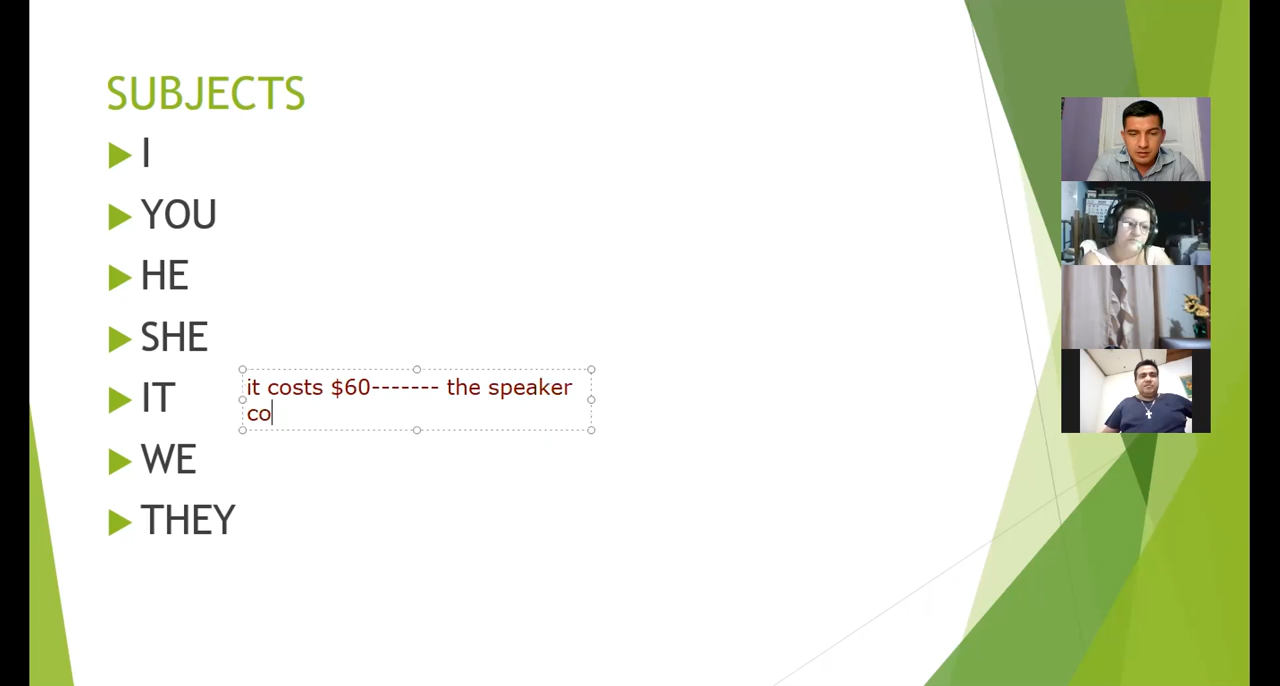 SUBJECTS
I
YOU
HE
SHE
IT
it costs $60------- the speaker
co
WE
THEY